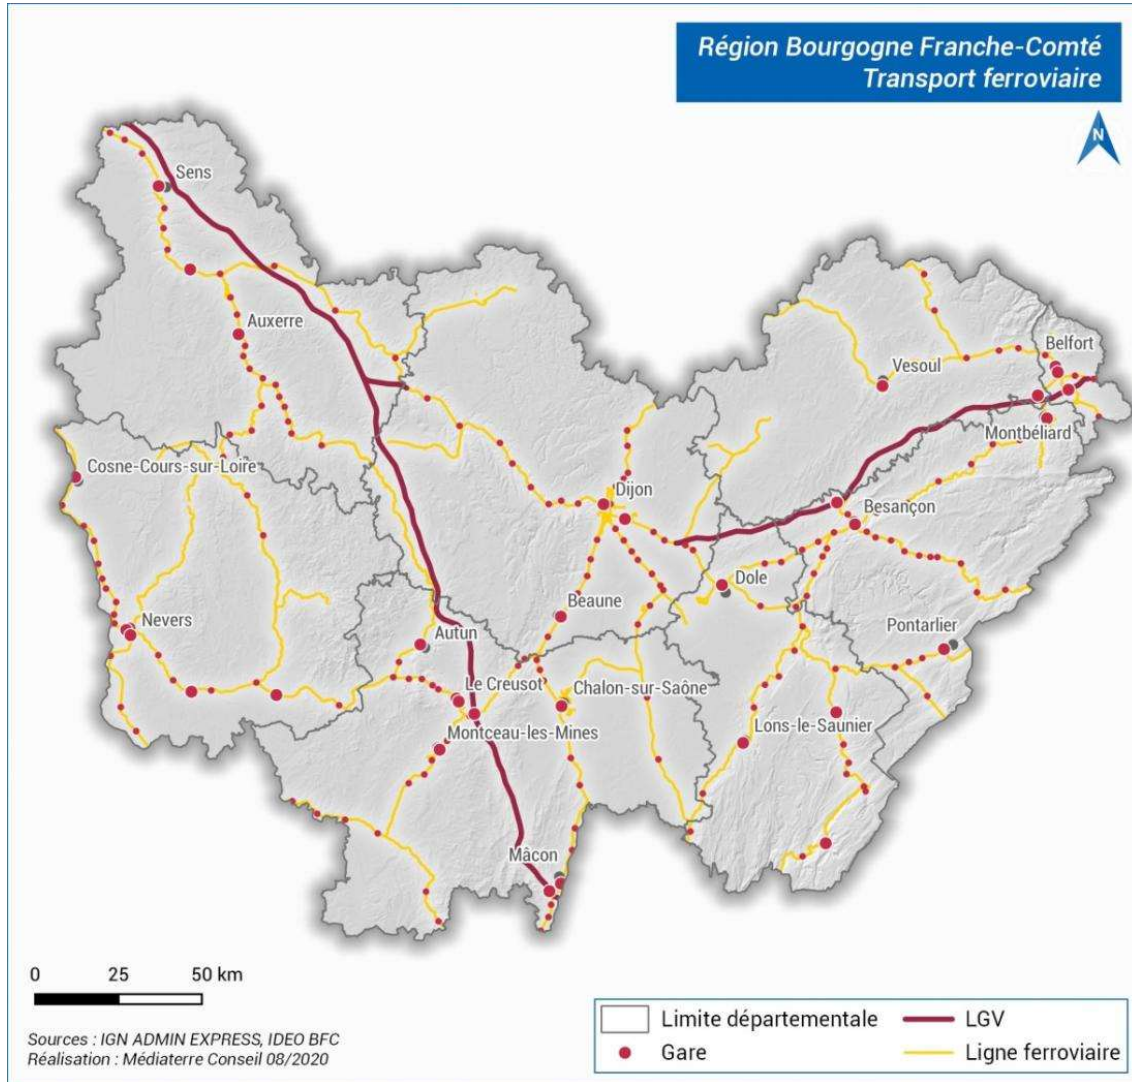 Région Bourgogne Franche-Comté
Transport ferroviaire
N
Sens
Auxerre
Belfort
Vesoul
Montbéliard
Cosne-Cours-sur-Loire
Dijon
Besançon
Dole
Beaune
Nevers
Autun
Pontarlier
Le Creusot
Chalon-sur-Saône
Montceau-les-Mines
Lons-le-Saunier
Mâcon
0 25 50 km
Sources : IGN ADMIN EXPRESS, IDEO BFC
Réalisation : Médiaterre Conseil 08/2020
Limite départementale
LGV
Gare
Ligne ferroviaire